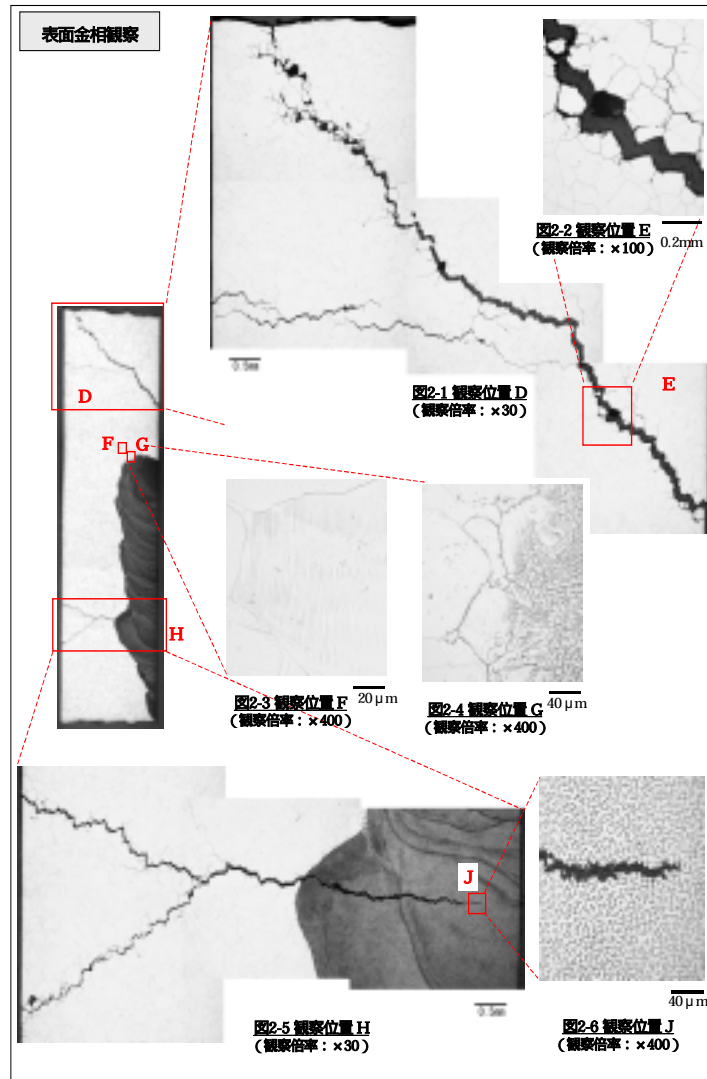 表面金相観察
図2-2 観察位置 E
(観察倍率：×100)
0.2mm
0.5mm
図2-1 観察位置 D
(観察倍率：×30)
E
D
F
G
H
図2-3 観察位置 F
(観察倍率：×400)
20μm
図2-4 観察位置 G
(観察倍率：×400)
40μm
J
0.5mm
図2-5 観察位置 H
(観察倍率：×30)
40μm
図2-6 観察位置 J
(観察倍率：×400)